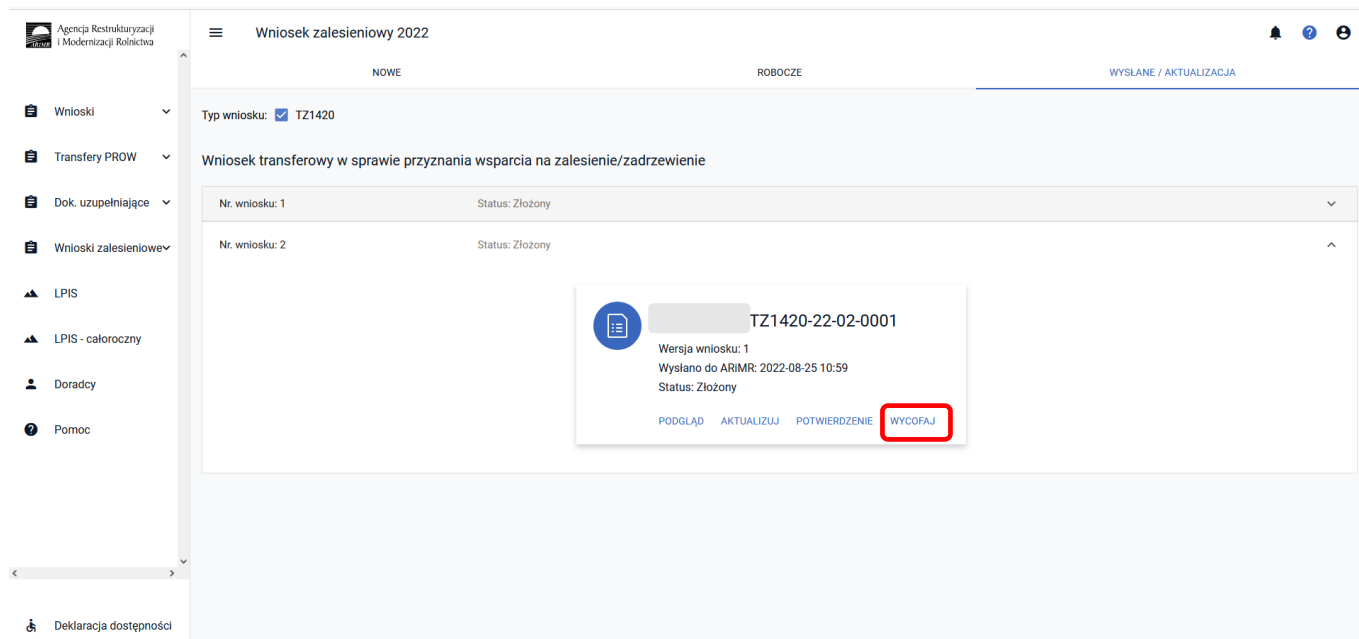 Agencja Restrukturyzacji
i Modernizacji Rolnictwa
ARiMR
Wniosek zalesieniowy 2022
NOWE
ROBOCZE
WYSŁANE / AKTUALIZACJA
Wnioski
Transfery PROW
Dok. uzupełniające
Wnioski zalesieniowe
LPIS
LPIS - całoroczny
Doradcy
Pomoc
Deklaracja dostępności
Typ wniosku: TZ1420
Wniosek transferowy w sprawie przyznania wsparcia na zalesienie/zadrzewienie
Nr. wniosku: 1 Status: Złożony
Nr. wniosku: 2 Status: Złożony
TZ1420-22-02-0001
Wersja wniosku: 1
Wysłano do ARiMR: 2022-08-25 10:59
Status: Złożony
PODGLĄD AKTUALIZUJ POTWIERDZENIE WYCOFAJ